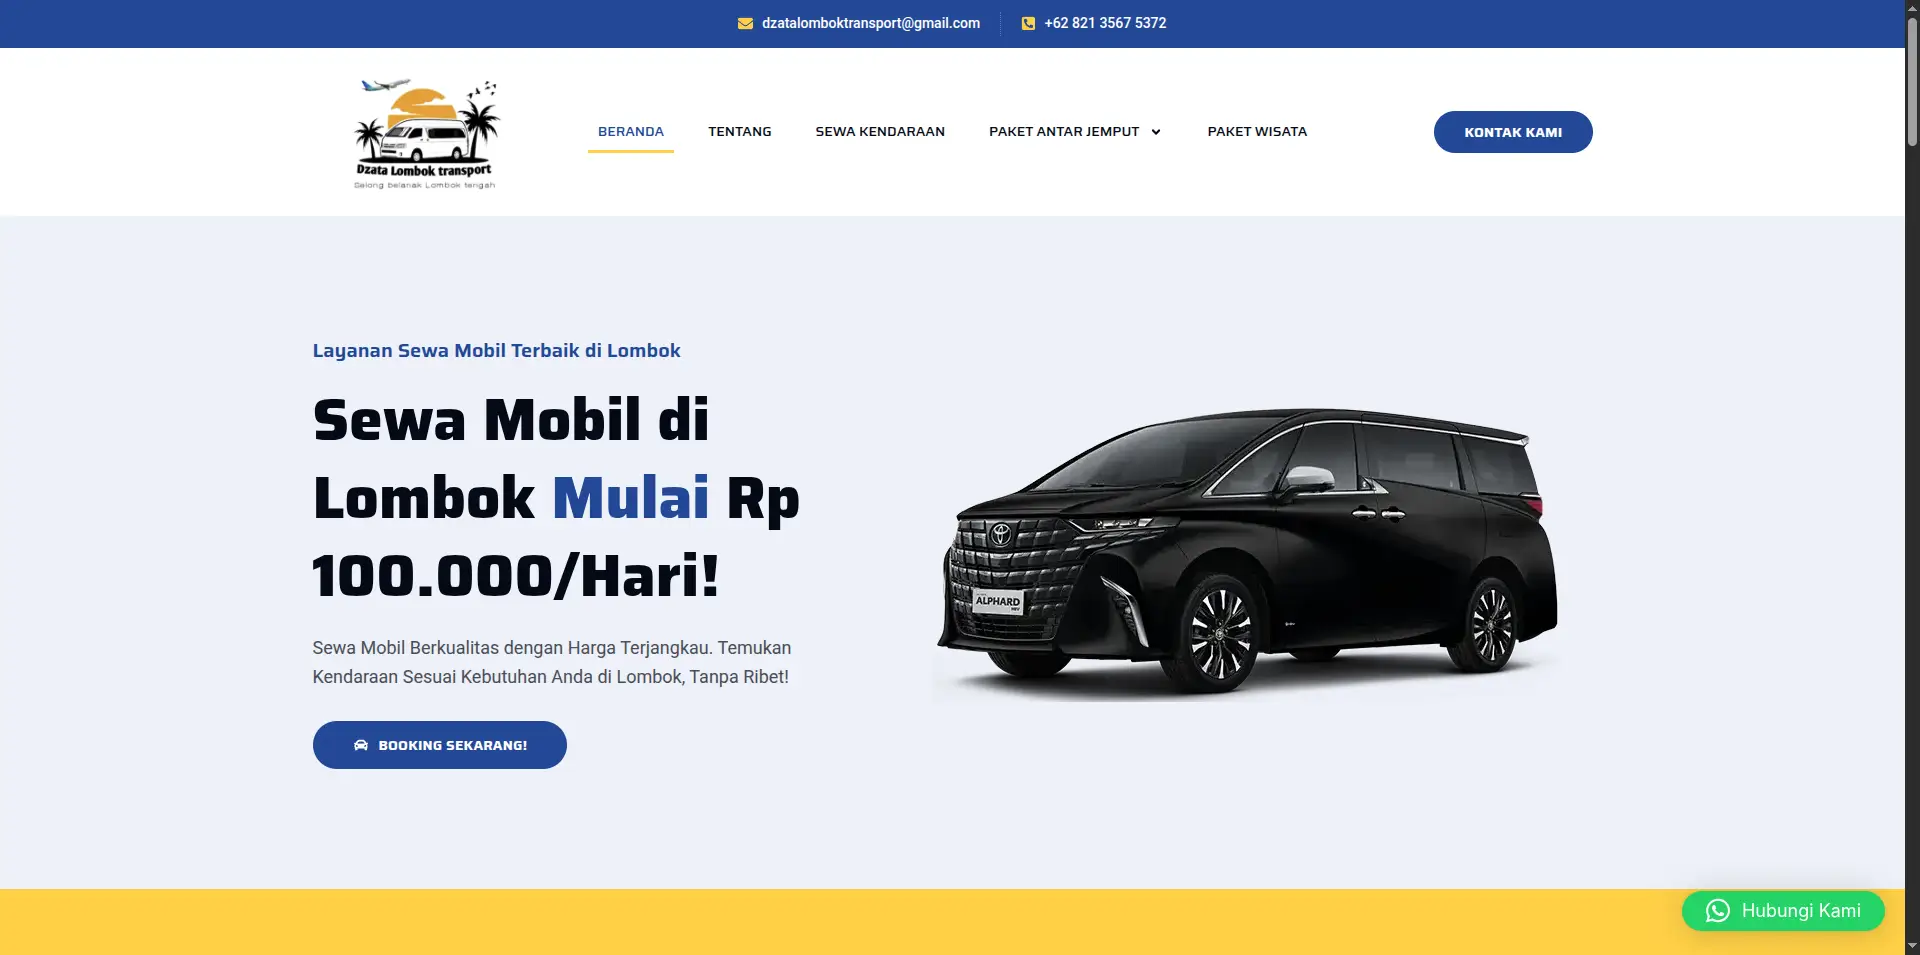 dzatalomboktransport@gmail.com
+62 821 3567 5372
Dzata Lombok transport
Selong belanak Lombok tengah
BERANDA
TENTANG
SEWA KENDARAAN
PAKET ANTAR JEMPUT
PAKET WISATA
KONTAK KAMI
Layanan Sewa Mobil Terbaik di Lombok
Sewa Mobil di
Lombok Mulai Rp
100.000/Hari!
Sewa Mobil Berkualitas dengan Harga Terjangkau. Temukan
Kendaraan Sesuai Kebutuhan Anda di Lombok, Tanpa Ribet!
BOOKING SEKARANG!
ALPHARD
HEV
Hubungi Kami